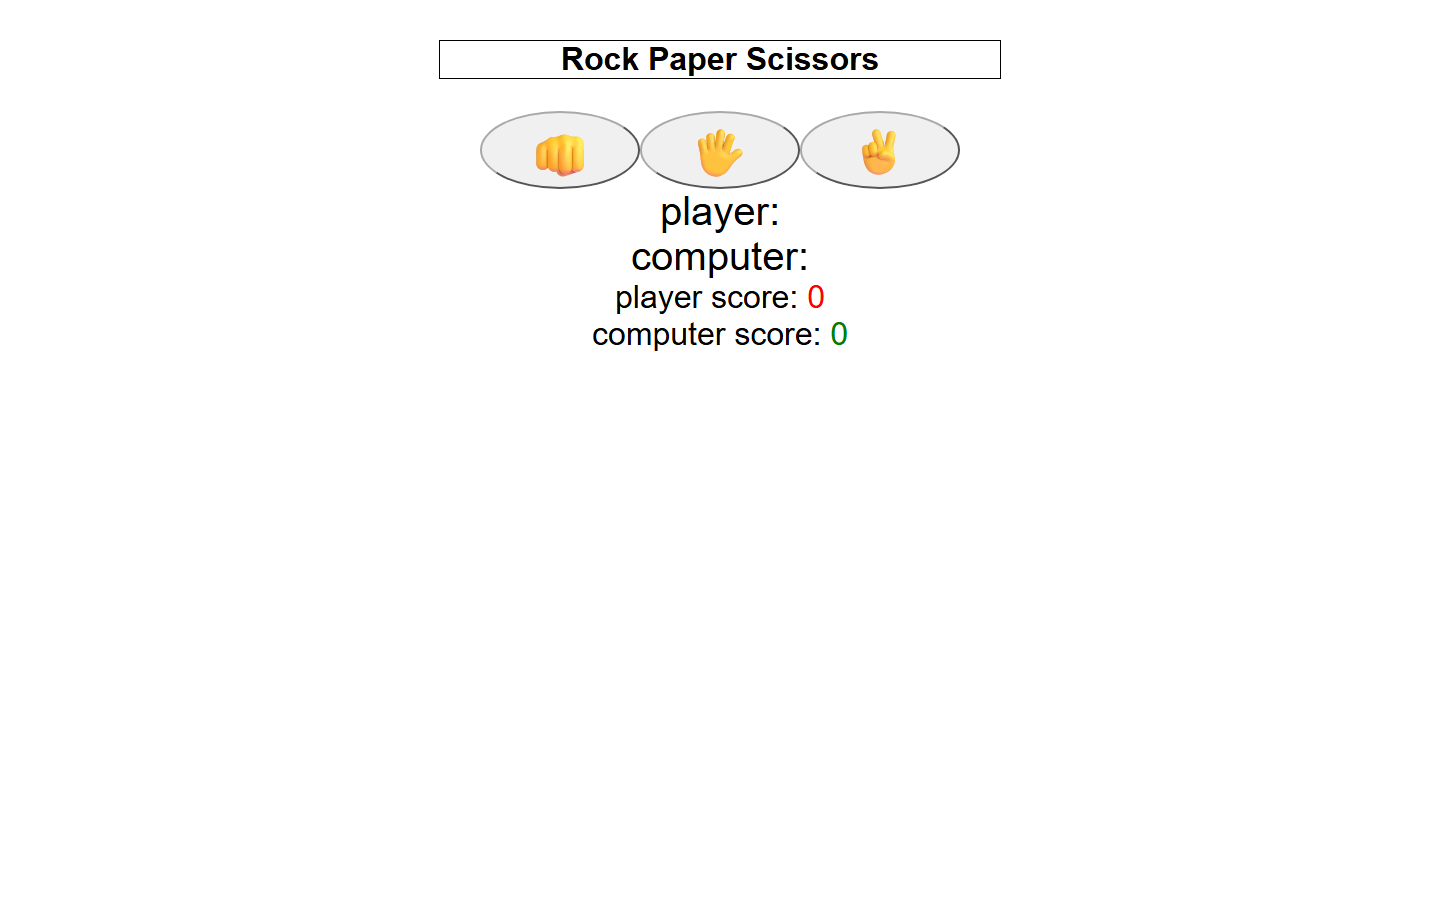 Rock Paper Scissors
player:
computer:
player score: 0
computer score: 0